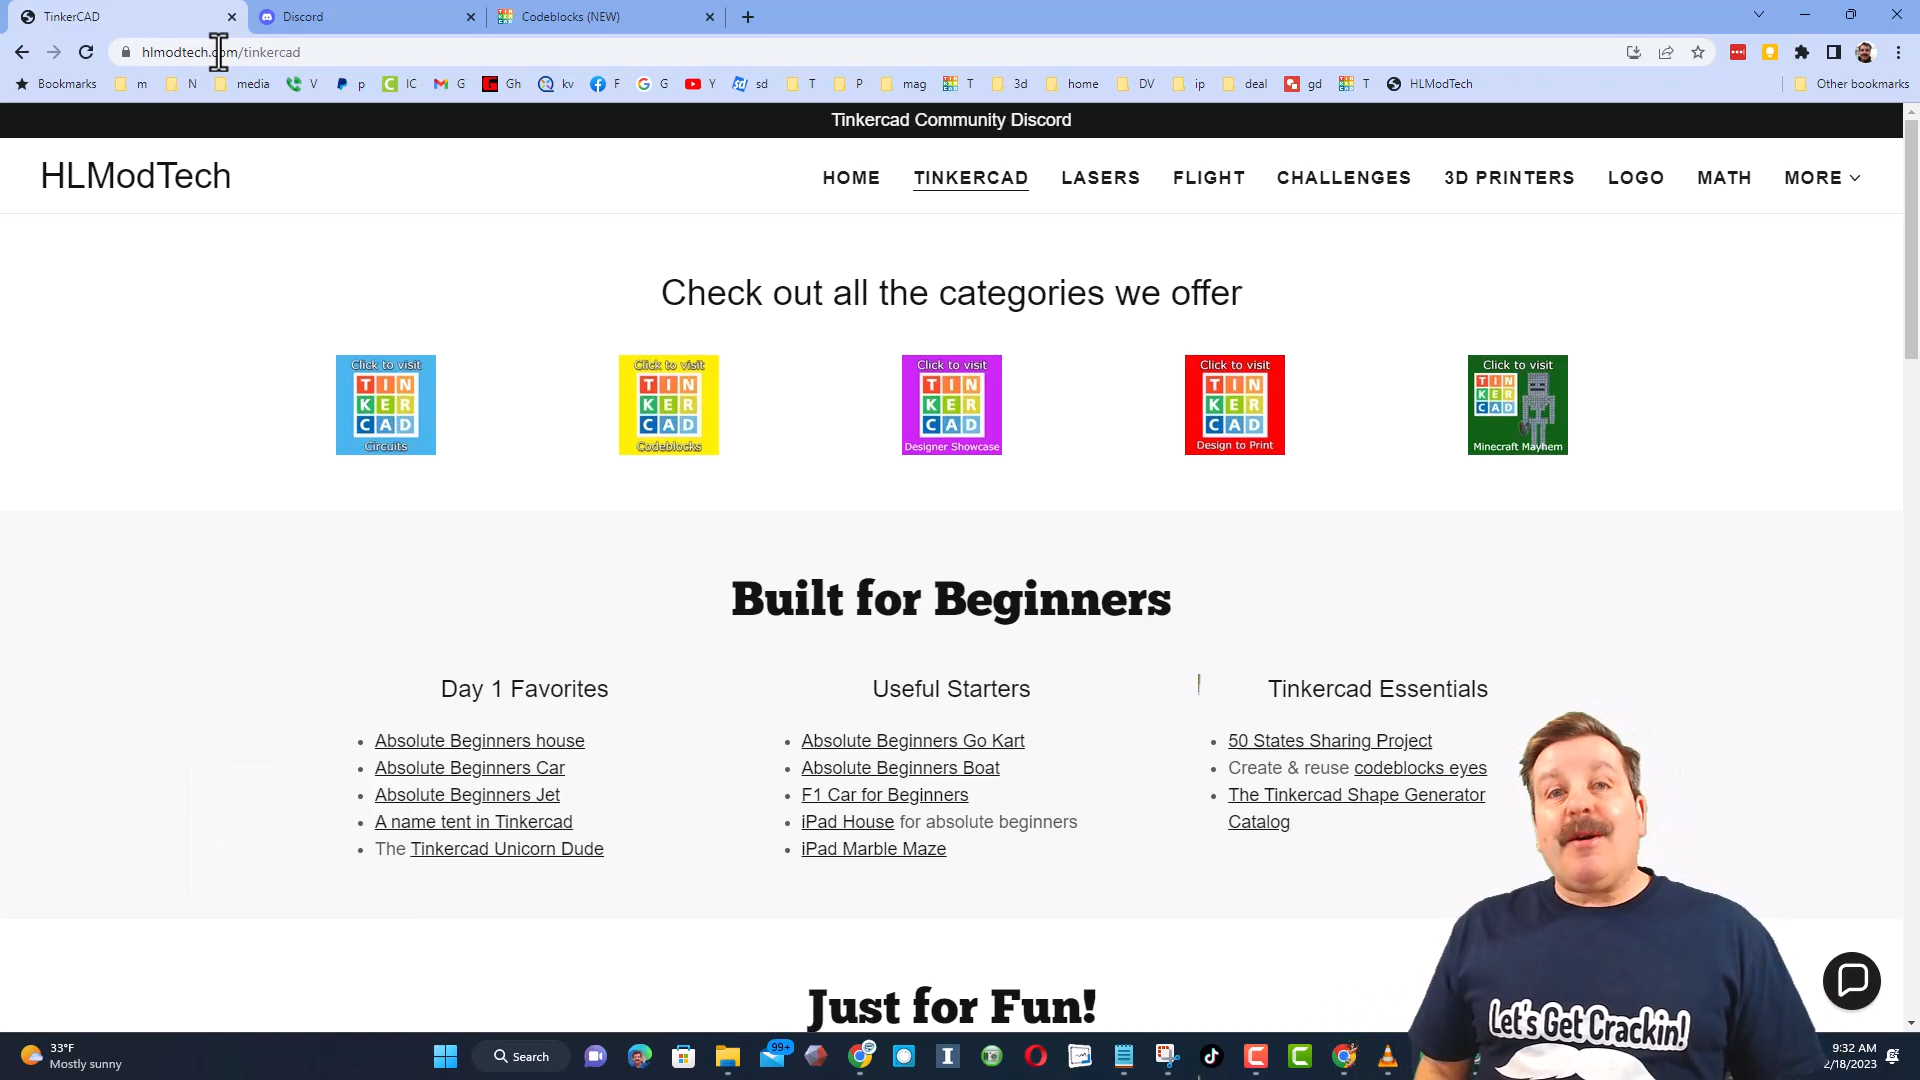 TinkerCAD
Discord
Codeblocks (NEW)
hlmodtech.com/tinkercad
Bookmarks
m
N
media
V
p
IC
G
Gh
kv
F
G
Y
sd
T
P
mag
T
3d
home
DV
ip
deal
gd
T
HLModTech
Other bookmarks
Tinkercad Community Discord
HLModTech
HOME
TINKERCAD
LASERS
FLIGHT
CHALLENGES
3D PRINTERS
LOGO
MATH
MORE
Check out all the categories we offer
Click to visit
TIN
KER
CAD
Circuits
Click to visit
TIN
KER
CAD
Codeblocks
Click to visit
TIN
KER
CAD
Designer Showcase
Click to visit
TIN
KER
CAD
Design to Print
Click to visit
TIN
KER
CAD
Minecraft Mayhem
Built for Beginners
Day 1 Favorites
Absolute Beginners house
Absolute Beginners Car
Absolute Beginners Jet
A name tent in Tinkercad
The Tinkercad Unicorn Dude
Useful Starters
Absolute Beginners Go Kart
Absolute Beginners Boat
F1 Car for Beginners
iPad House for absolute beginners
iPad Marble Maze
Tinkercad Essentials
50 States Sharing Project
Create & reuse codeblocks eyes
The Tinkercad Shape Generator
Catalog
Just for Fun!
Let's Get Crackin!
33°F
Mostly sunny
Search
99+
9:32 AM
2/18/2023